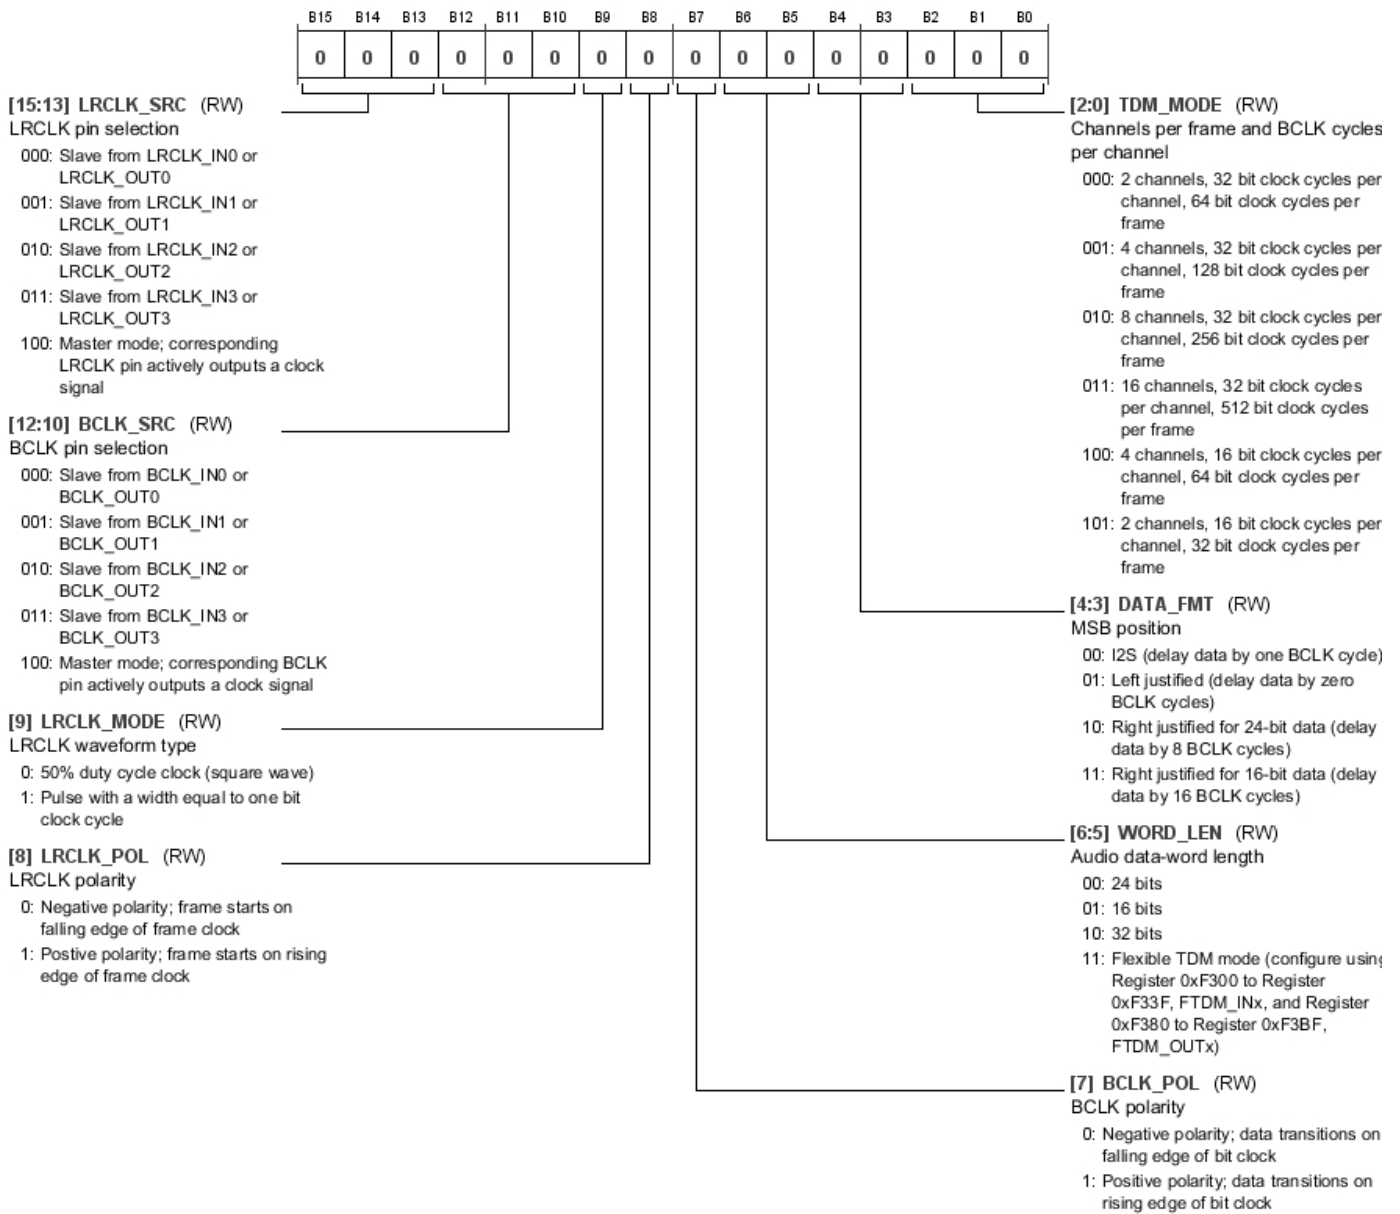 B15 B14 B13 B12 B11 B10 B9 B8 B7 B6 B5 B4 B3 B2 B1 B0
0 0 0 0 0 0 0 0 0 0 0 0 0 0 0 0
[15:13] LRCLK_SRC (RW)
LRCLK pin selection
000: Slave from LRCLK_IN0 or
LRCLK_OUT0
001: Slave from LRCLK_IN1 or
LRCLK_OUT1
010: Slave from LRCLK_IN2 or
LRCLK_OUT2
011: Slave from LRCLK_IN3 or
LRCLK_OUT3
100: Master mode; corresponding
LRCLK pin actively outputs a clock
signal
[12:10] BCLK_SRC (RW)
BCLK pin selection
000: Slave from BCLK_IN0 or
BCLK_OUT0
001: Slave from BCLK_IN1 or
BCLK_OUT1
010: Slave from BCLK_IN2 or
BCLK_OUT2
011: Slave from BCLK_IN3 or
BCLK_OUT3
100: Master mode; corresponding BCLK
pin actively outputs a clock signal
[9] LRCLK_MODE (RW)
LRCLK waveform type
0: 50% duty cycle clock (square wave)
1: Pulse with a width equal to one bit
clock cycle
[8] LRCLK_POL (RW)
LRCLK polarity
0: Negative polarity; frame starts on
falling edge of frame clock
1: Postive polarity; frame starts on rising
edge of frame clock
[2:0] TDM_MODE (RW)
Channels per frame and BCLK cycles
per channel
000: 2 channels, 32 bit clock cycles per
channel, 64 bit clock cycles per
frame
001: 4 channels, 32 bit clock cycles per
channel, 128 bit clock cycles per
frame
010: 8 channels, 32 bit clock cycles per
channel, 256 bit clock cycles per
frame
011: 16 channels, 32 bit clock cycles
per channel, 512 bit clock cycles
per frame
100: 4 channels, 16 bit clock cycles per
channel, 64 bit clock cycles per
frame
101: 2 channels, 16 bit clock cycles per
channel, 32 bit clock cycles per
frame
[4:3] DATA_FMT (RW)
MSB position
00: I2S (delay data by one BCLK cycle)
01: Left justified (delay data by zero
BCLK cycles)
10: Right justified for 24-bit data (delay
data by 8 BCLK cycles)
11: Right justified for 16-bit data (delay
data by 16 BCLK cycles)
[6:5] WORD_LEN (RW)
Audio data-word length
00: 24 bits
01: 16 bits
10: 32 bits
11: Flexible TDM mode (configure using
Register 0xF300 to Register
0xF33F, FTDM_INx, and Register
0xF380 to Register 0xF3BF,
FTDM_OUTx)
[7] BCLK_POL (RW)
BCLK polarity
0: Negative polarity; data transitions on
falling edge of bit clock
1: Positive polarity; data transitions on
rising edge of bit clock